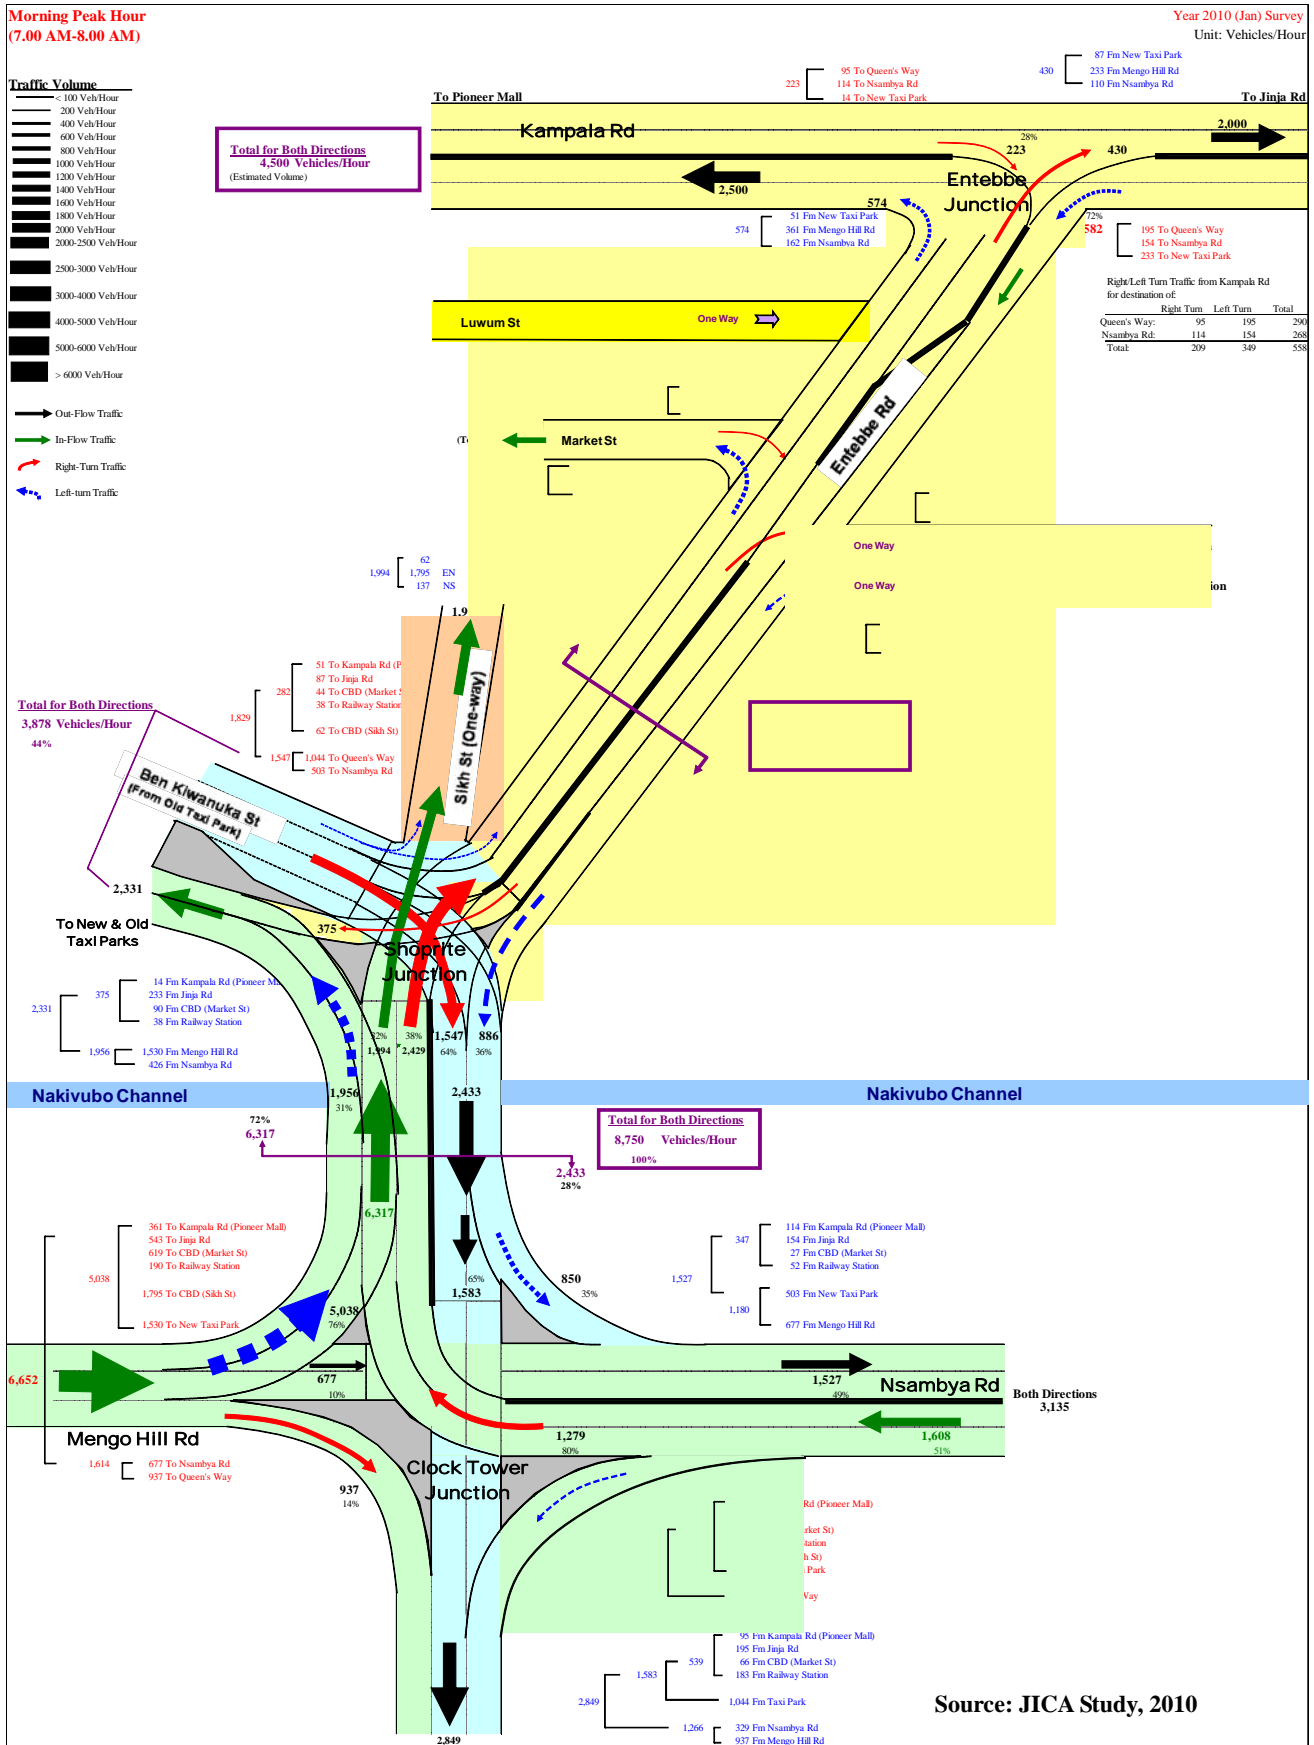 Morning Peak Hour
(7.00 AM-8.00 AM)
Year 2010 (Jan) Survey
Unit: Vehicles/Hour
Traffic Volume
< 100 Veh/Hour
200 Veh/Hour
400 Veh/Hour
600 Veh/Hour
800 Veh/Hour
1000 Veh/Hour
1200 Veh/Hour
1400 Veh/Hour
1600 Veh/Hour
1800 Veh/Hour
2000 Veh/Hour
2000-2500 Veh/Hour
2500-3000 Veh/Hour
3000-4000 Veh/Hour
4000-5000 Veh/Hour
5000-6000 Veh/Hour
> 6000 Veh/Hour
Out-Flow Traffic
In-Flow Traffic
Right-Turn Traffic
Left-turn Traffic
223
95 To Queen's Way
114 To Nsambya Rd
14 To New Taxi Park
430
87 Fm New Taxi Park
233 Fm Mengo Hill Rd
110 Fm Nsambya Rd
To Pioneer Mall
To Jinja Rd
Total for Both Directions
4,500 Vehicles/Hour
(Estimated Volume)
Kampala Rd
2,000
28%
223
430
2,500
Entebbe
Junction
574
574
51 Fm New Taxi Park
361 Fm Mengo Hill Rd
162 Fm Nsambya Rd
72%
582
195 To Queen's Way
154 To Nsambya Rd
233 To New Taxi Park
Right/Left Turn Traffic from Kampala Rd
for destination of:
Right Turn Left Turn Total
Queen's Way: 95 195 290
Nsambya Rd: 114 154 268
Total: 209 349 558
Luwum St
One Way
Entebbe Rd
Market St
One Way
One Way
ion
1,994
62
1,795 EN
137 NS
1,9
Sikh St (One-way)
1,829
282
51 To Kampala Rd (P
87 To Jinja Rd
44 To CBD (Market
38 To Railway Station
62 To CBD (Sikh St)
1,547
1,044 To Queen's Way
503 To Nsambya Rd
Total for Both Directions
3,878 Vehicles/Hour
44%
Ben Kiwanuka St
(From Old Taxi Park)
2,331
To New & Old
Taxi Parks
375
Shoprite
Junction
2,331
375
14 Fm Kampala Rd (Pioneer Ma
233 Fm Jinja Rd
90 Fm CBD (Market St)
38 Fm Railway Station
1,956
1,530 Fm Mengo Hill Rd
426 Fm Nsambya Rd
32%
1,994
38%
2,429
1,547
64%
886
36%
Nakivubo Channel
1,956
31%
2,433
Nakivubo Channel
72%
6,317
2,433
28%
Total for Both Directions
8,750 Vehicles/Hour
100%
6,317
5,038
361 To Kampala Rd (Pioneer Mall)
543 To Jinja Rd
619 To CBD (Market St)
190 To Railway Station
1,795 To CBD (Sikh St)
1,530 To New Taxi Park
65%
1,583
850
35%
1,527
347
114 Fm Kampala Rd (Pioneer Mall)
154 Fm Jinja Rd
27 Fm CBD (Market St)
52 Fm Railway Station
1,180
503 Fm New Taxi Park
677 Fm Mengo Hill Rd
5,038
76%
6,652
677
10%
1,527
49%
Nsambya Rd
Both Directions
3,135
Mengo Hill Rd
1,279
80%
1,608
51%
1,614
677 To Nsambya Rd
937 To Queen's Way
937
14%
Clock Tower
Junction
Rd (Pioneer Mall)
rket St)
tation
h St)
Park
Way
2,849
1,583
539
95 Fm Kampala Rd (Pioneer Mall)
195 Fm Jinja Rd
66 Fm CBD (Market St)
183 Fm Railway Station
1,044 Fm Taxi Park
1,266
329 Fm Nsambya Rd
937 Fm Mengo Hill Rd
2,849
Source: JICA Study, 2010